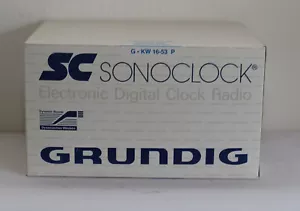 G - KW 16-53 P
SC SONOCLOCK®
Electronic Digital Clock Radio
GRUNDIG